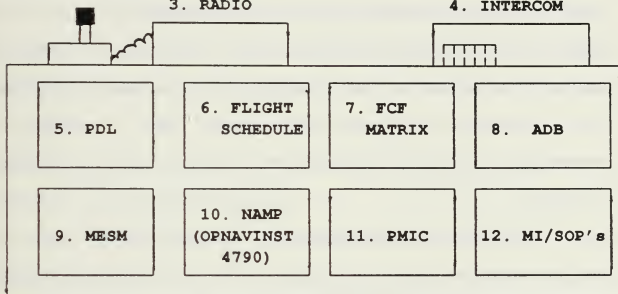 3. RADIO
4. INTERCOM
5. PDL
6. FLIGHT
SCHEDULE
7. FCF
MATRIX
8. ADB
9. MESM
10. NAMP
(OPNAVINST
4790)
11. PMIC
12. MI/SOP's